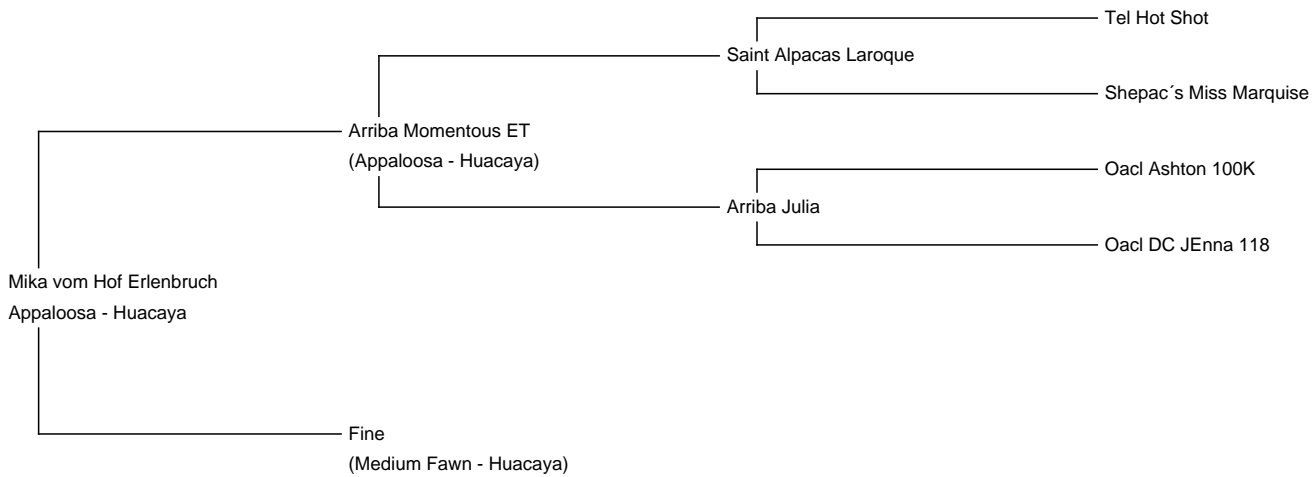 Tel Hot Shot
Saint Alpacas Laroque
Shepac´s Miss Marquise
Arriba Momentous ET
(Appaloosa - Huacaya)
Oacl Ashton 100K
Arriba Julia
Oacl DC JEnna 118
Mika vom Hof Erlenbruch
Appaloosa - Huacaya
Fine
(Medium Fawn - Huacaya)